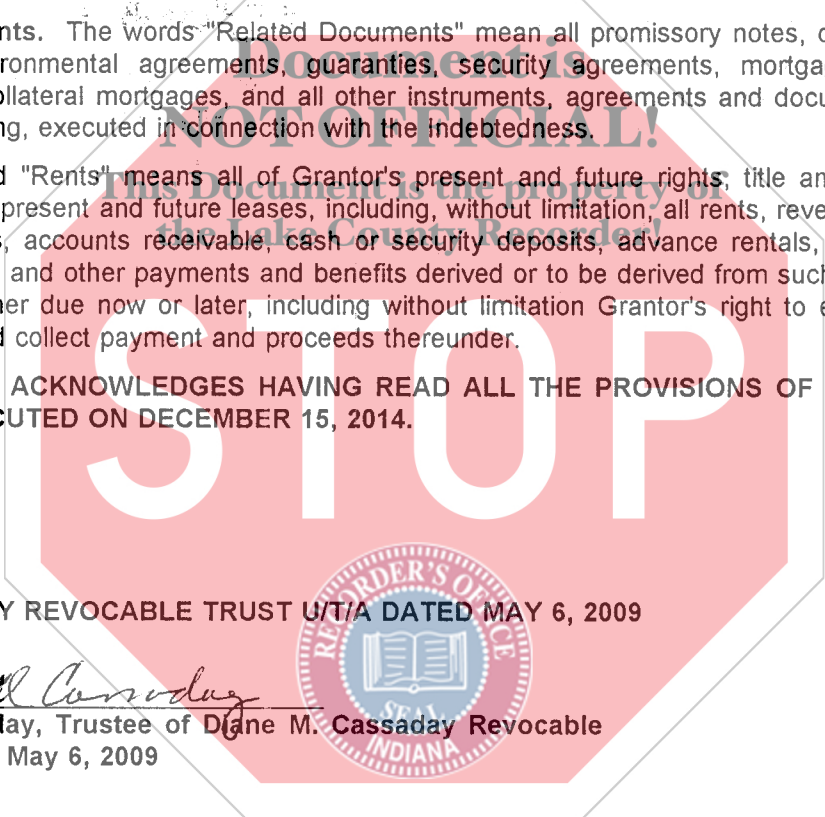 nts. The words "Related Documents" mean all promissory notes, c
ronmental agreements, guaranties, security agreements, mortga
ollateral mortgages, and all other instruments, agreements and docu
ng, executed in connection with the Indebtedness.
d "Rents" means all of Grantor's present and future rights, title an
present and future leases, including, without limitation, all rents, reve
s, accounts receivable, cash or security deposits, advance rentals,
and other payments and benefits derived or to be derived from such
her due now or later, including without limitation Grantor's right to e
d collect payment and proceeds thereunder.
ACKNOWLEDGES HAVING READ ALL THE PROVISIONS OF
CUTED ON DECEMBER 15, 2014.
Y REVOCABLE TRUST U/T/A DATED MAY 6, 2009
l Cassaday
lay, Trustee of Diane M. Cassaday Revocable
May 6, 2009
Document is
NOT OFFICIAL!
This Document is the property of
the Lake County Recorder!
STOP
RECORDER'S OFFICE
SEAL
INDIANA